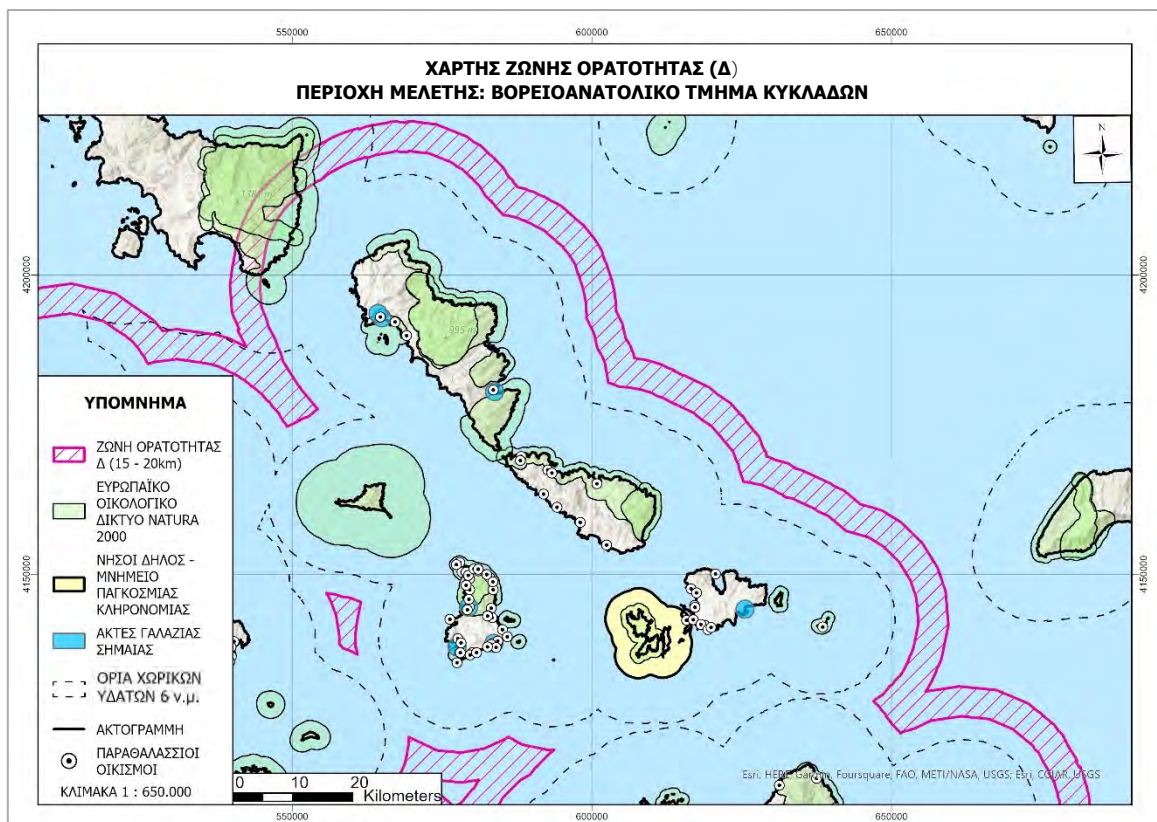 550000 600000 650000
ΧΑΡΤΗΣ ΖΩΝΗΣ ΟΡΑΤΟΤΗΤΑΣ (Δ)
ΠΕΡΙΟΧΗ ΜΕΛΕΤΗΣ: ΒΟΡΕΙΟΑΝΑΤΟΛΙΚΟ ΤΜΗΜΑ ΚΥΚΛΑΔΩΝ
N
4200000 4200000
995 m
4150000
ΥΠΟΜΝΗΜΑ
ΖΩΝΗ ΟΡΑΤΟΤΗΤΑΣ
Δ (15 - 20km)
ΕΥΡΩΠΑΪΚΟ
ΟΙΚΟΛΟΓΙΚΟ
ΔΙΚΤΥΟ NATURA
2000
ΝΗΣΟΙ ΔΗΛΟΣ -
ΜΝΗΜΕΙΟ
ΠΑΓΚΟΣΜΙΑΣ
ΚΛΗΡΟΝΟΜΙΑΣ
ΑΚΤΕΣ ΓΑΛΑΖΙΑΣ
ΣΗΜΑΙΑΣ
ΟΡΙΑ ΧΩΡΙΚΩΝ
ΥΔΑΤΩΝ 6 ν.μ.
ΑΚΤΟΓΡΑΜΜΗ
ΠΑΡΑΘΑΛΑΣΣΙΟΙ
ΟΙΚΙΣΜΟΙ
ΚΛΙΜΑΚΑ 1 : 650.000
0 10 20
Kilometers
Esri, HERE, Garmin, Foursquare, FAO, METI/NASA, USGS; Esri, CGIAR, USGS
550000 600000 650000